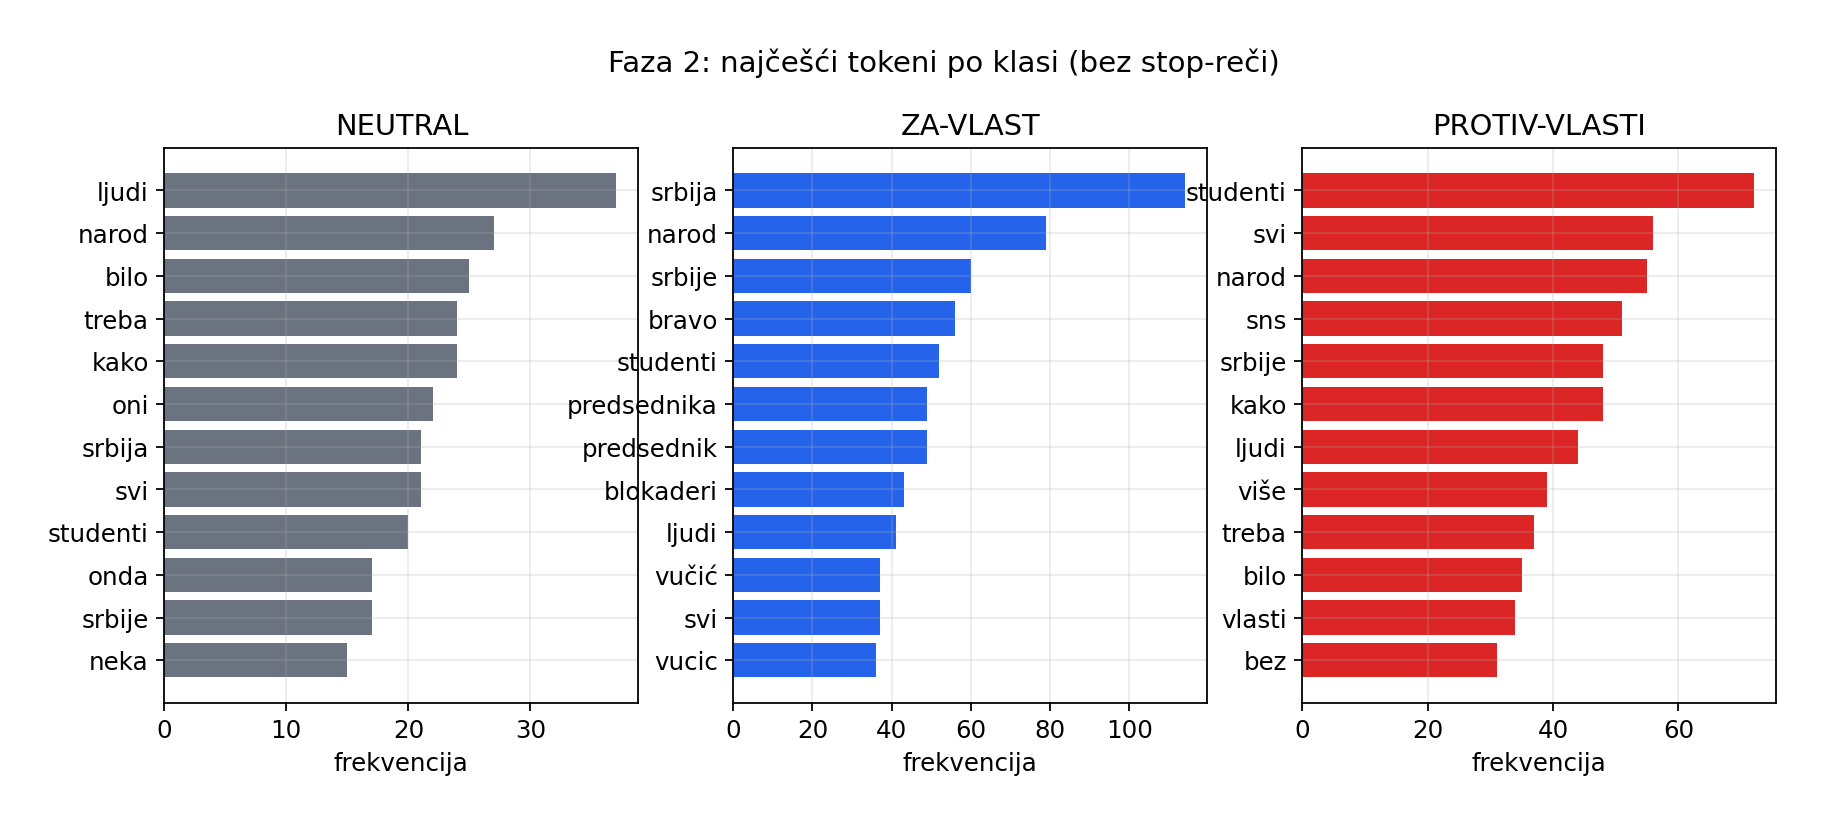 Faza 2: najčešći tokeni po klasi (bez stop-reči)
NEUTRAL
ljudi
narod
bilo
treba
kako
oni
srbija
svi
studenti
onda
srbije
neka
0 10 20 30
frekvencija
ZA-VLAST
srbija
narod
srbije
bravo
studenti
predsednika
predsednik
blokaderi
ljudi
vučić
svi
vucic
0 20 40 60 80 100
frekvencija
PROTIV-VLASTI
studenti
svi
narod
sns
srbije
kako
ljudi
više
treba
bilo
vlasti
bez
0 20 40 60
frekvencija